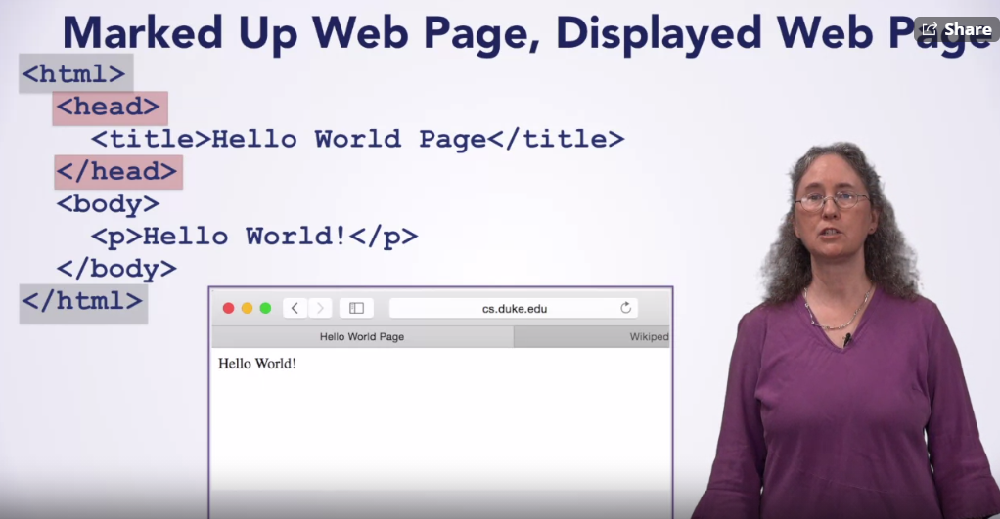 Marked Up Web Page, Displayed Web Page
Share
<html>
<head>
<title>Hello World Page</title>
</head>
<body>
<p>Hello World!</p>
</body>
</html>
cs.duke.edu
Hello World Page
Wikiped
Hello World!